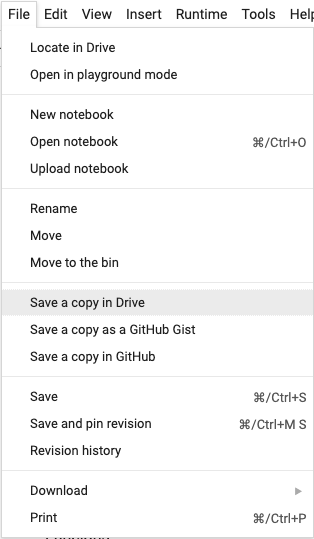 File Edit View Insert Runtime Tools Help
Locate in Drive
Open in playground mode
New notebook
Open notebook ⌘/Ctrl+O
Upload notebook
Rename
Move
Move to the bin
Save a copy in Drive
Save a copy as a GitHub Gist
Save a copy in GitHub
Save ⌘/Ctrl+S
Save and pin revision ⌘/Ctrl+M S
Revision history
Download ►
Print ⌘/Ctrl+P